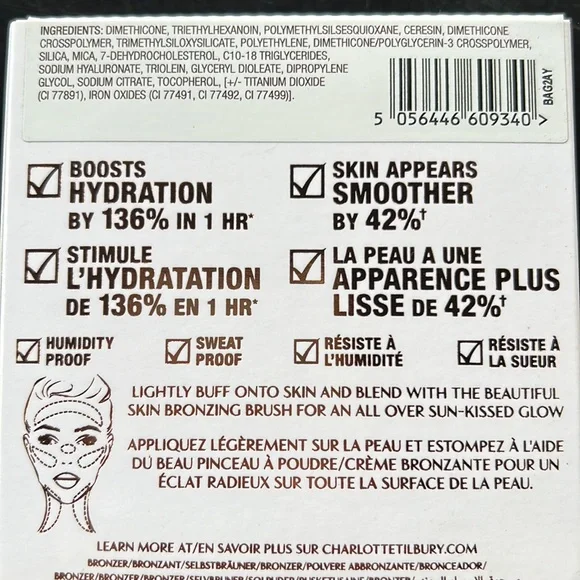 INGREDIENTS: DIMETHICONE, TRIETHYLHEXANOIN, POLYMETHYLSILSESQUIOXANE, CERESIN, DIMETHICONE
CROSSPOLYMER, TRIMETHYLSILOXYSILICATE, POLYETHYLENE, DIMETHICONE/POLYGLYCERIN-3 CROSSPOLYMER,
SILICA, MICA, 7-DEHYDROCHOLESTEROL, C10-18 TRIGLYCERIDES,
SODIUM HYALURONATE, TRIOLEIN, GLYCERYL DIOLEATE, DIPROPYLENE
GLYCOL, SODIUM CITRATE, TOCOPHEROL, [+/- TITANIUM DIOXIDE
(CI 77891), IRON OXIDES (CI 77491, CI 77492, CI 77499)].
BAG2AY
5 056446 609340 >
BOOSTS
HYDRATION
BY 136% IN 1 HR*
SKIN APPEARS
SMOOTHER
BY 42%†
STIMULE
L'HYDRATATION
DE 136% EN 1 HR*
LA PEAU A UNE
APPARENCE PLUS
LISSE DE 42%†
HUMIDITY
PROOF
SWEAT
PROOF
RÉSISTE À
L'HUMIDITÉ
RÉSISTE À
LA SUEUR
LIGHTLY BUFF ONTO SKIN AND BLEND WITH THE BEAUTIFUL
SKIN BRONZING BRUSH FOR AN ALL OVER SUN-KISSED GLOW
APPLIQUEZ LÉGÈREMENT SUR LA PEAU ET ESTOMPEZ À L'AIDE
DU BEAU PINCEAU À POUDRE/CRÈME BRONZANTE POUR UN
ÉCLAT RADIEUX SUR TOUTE LA SURFACE DE LA PEAU.
LEARN MORE AT/EN SAVOIR PLUS SUR CHARLOTTETILBURY.COM
BRONZER/BRONZANT/SELBSTBRÄUNER/BRONZER/POLVERE ABBRONZANTE/BRONCEADOR/